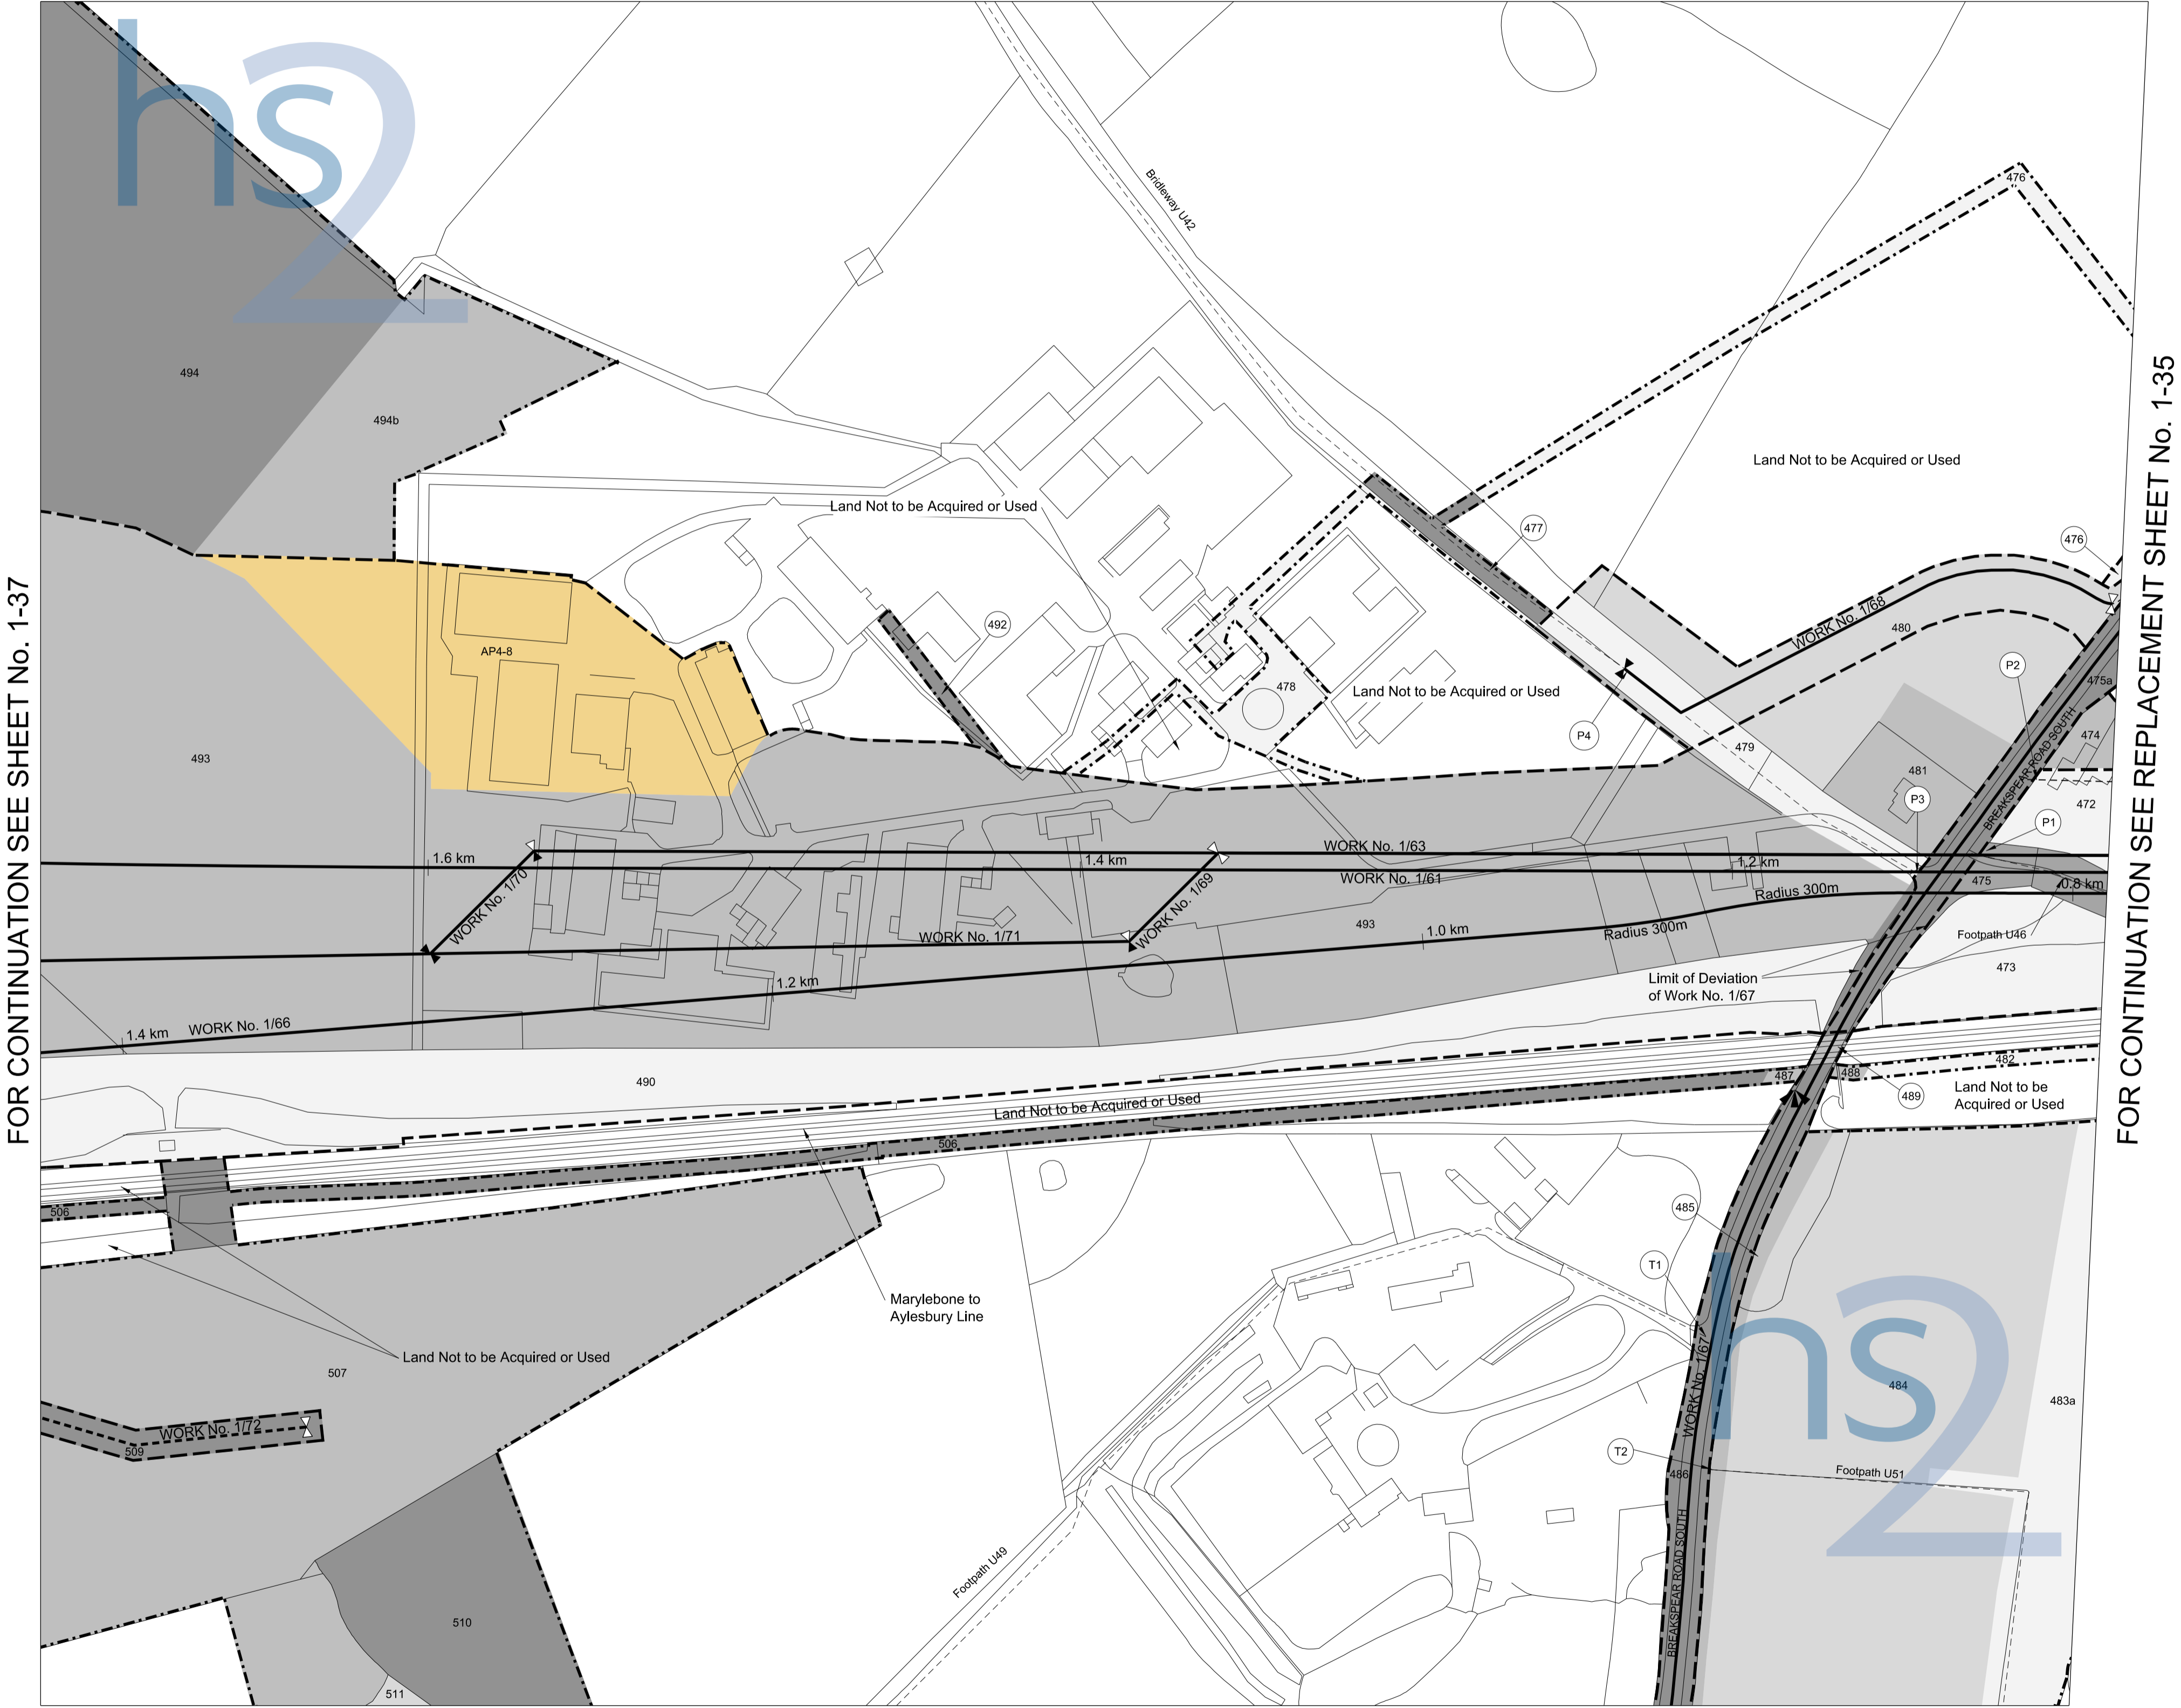 hs2
Bridleway U42
476
FOR CONTINUATION SEE REPLACEMENT SHEET No. 1-35
494
494b
Land Not to be Acquired or Used
Land Not to be Acquired or Used
477
476
FOR CONTINUATION SEE SHEET No. 1-37
492
WORK No. 1/68
480
AP4-8
P2
475a
478
Land Not to be Acquired or Used
P4
BREAKSPEAR ROAD SOUTH
474
479
493
481
P3
472
P1
WORK No. 1/63
1.6 km
1.4 km
1.2 km
WORK No. 1/61
475
0.8 km
WORK No. 1/70
WORK No. 1/69
Radius 300m
493
1.0 km
Radius 300m
WORK No. 1/71
Footpath U46
473
Limit of Deviation
of Work No. 1/67
1.2 km
1.4 km
WORK No. 1/66
482
490
487
488
Land Not to be
Acquired or Used
489
Land Not to be Acquired or Used
506
506
485
T1
Marylebone to
Aylesbury Line
Land Not to be Acquired or Used
507
WORK No. 1/67
hs2
484
483a
WORK No. 1/72
509
T2
486
Footpath U51
Footpath U49
BREAKSPEAR ROAD SOUTH
510
511